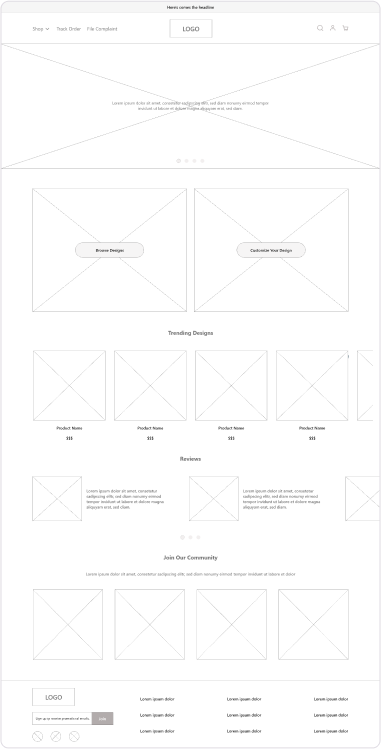 Here's comes the headline
Shop Track Order File Complaint
LOGO
Lorem ipsum dolor sit amet, consectetur adipiscing elitr, sed diam nonumy eirmod
tempor invidunt ut labore et dolore magna aliquyam erat, sed diam
Browse Designs
Customize Your Design
Trending Designs
Product Name Product Name Product Name Product Name
$$$ $$$ $$$ $$$
Reviews
Lorem ipsum dolor sit amet, consetetur
sadipscing elitr, sed diam nonumy eirmod
tempor invidunt ut labore et dolore magna
aliquyam erat, sed diam.
Lorem ipsum dolor sit amet, consetetur
sadipscing elitr, sed diam nonumy eirmod
tempor invidunt ut labore et dolore magna
aliquyam erat, sed diam.
Join Our Community
Lorem ipsum dolor sit amet, consetetur sadipscing elitr, sed diam nonumy eirmod tempor invidunt ut labore et dolore
LOGO
Sign up to receive promotional emails
Lorem ipsum dolor Lorem ipsum dolor Lorem ipsum dolor
Lorem ipsum dolor Lorem ipsum dolor Lorem ipsum dolor
Lorem ipsum dolor Lorem ipsum dolor Lorem ipsum dolor